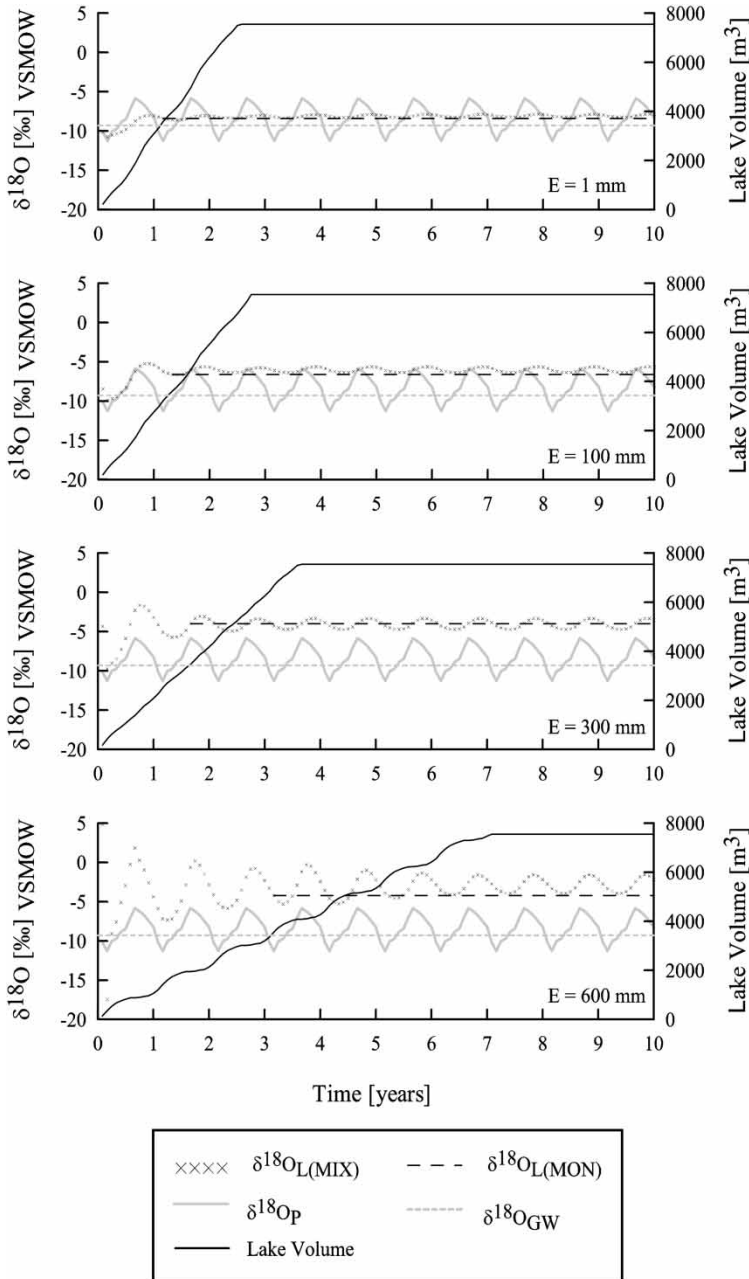 δ18O [‰] VSMOW
5
0
-5
-10
-15
-20
8000
6000
4000
2000
0
Lake Volume [m3]
E = 1 mm
0 1 2 3 4 5 6 7 8 9 10
δ18O [‰] VSMOW
5
0
-5
-10
-15
-20
8000
6000
4000
2000
0
Lake Volume [m3]
E = 100 mm
0 1 2 3 4 5 6 7 8 9 10
δ18O [‰] VSMOW
5
0
-5
-10
-15
-20
8000
6000
4000
2000
0
Lake Volume [m3]
E = 300 mm
0 1 2 3 4 5 6 7 8 9 10
δ18O [‰] VSMOW
5
0
-5
-10
-15
-20
8000
6000
4000
2000
0
Lake Volume [m3]
E = 600 mm
0 1 2 3 4 5 6 7 8 9 10
Time [years]
δ18OL(MIX)
δ18OL(MON)
δ18OP
δ18OGW
Lake Volume